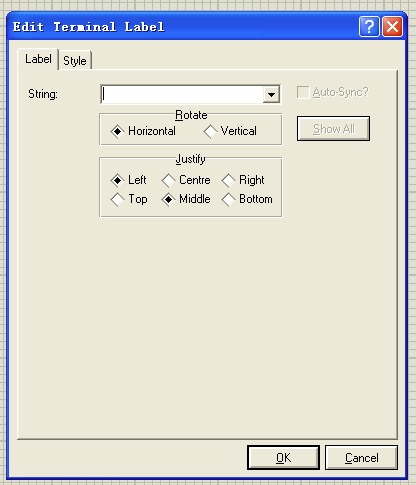 Edit Terminal Label
Label Style
String: Auto-Sync?
Rotate
Horizontal Vertical Show All
Justify
Left Centre Right
Top Middle Bottom
OK Cancel